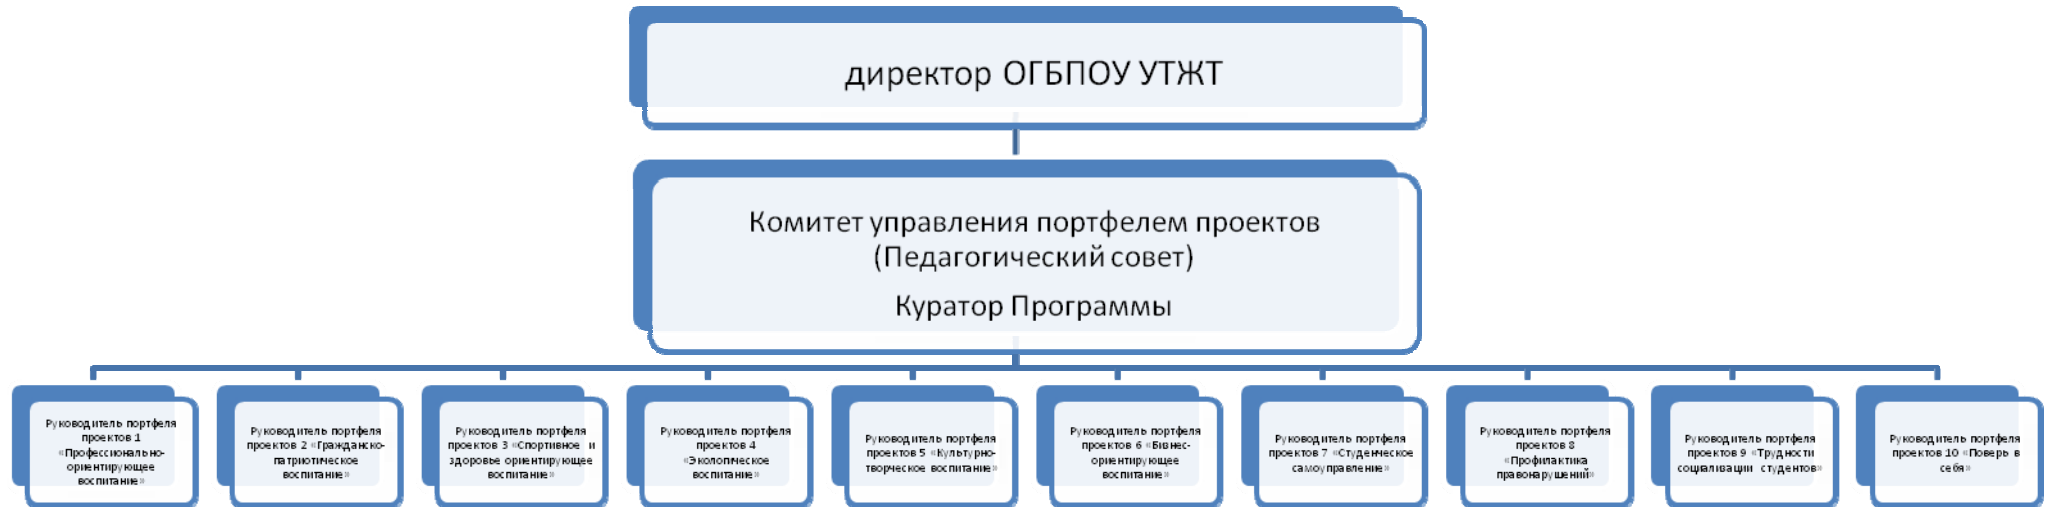 директор ОГБПОУ УТЖТ
Комитет управления портфелем проектов
(Педагогический совет)
Куратор Программы
Руководитель портфеля
проектов 1
«Профессионально-
ориентирующее
воспитание»
Руководитель портфеля
проектов 2 «Гражданско-
патриотическое
воспитание»
Руководитель портфеля
проектов 3 «Спортивное и
здоровье ориентирующее
воспитание»
Руководитель портфеля
проектов 4
«Экологическое
воспитание»
Руководитель портфеля
проектов 5 «Культурно-
творческое воспитание»
Руководитель портфеля
проектов 6 «Бизнес-
ориентирующее
воспитание»
Руководитель портфеля
проектов 7 «Студенческое
самоуправление»
Руководитель портфеля
проектов 8
«Профилактика
правонарушений»
Руководитель портфеля
проектов 9 «Трудности
социализации студентов»
Руководитель портфеля
проектов 10 «Поверь в
себя»